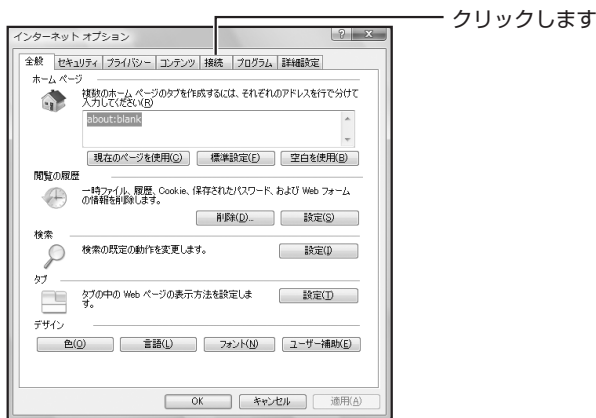 クリックします
インターネット オプション
全般 セキュリティ プライバシー コンテンツ 接続 プログラム 詳細設定
ホーム ページ
複数のホーム ページのタブを作成するには、それぞれのアドレスを行で分けて
入力してください(R)
about:blank
現在のページを使用(C) 標準設定(F) 空白を使用(B)
閲覧の履歴
一時ファイル、履歴、Cookie、保存されたパスワード、および Web フォーム
の情報を削除します。
削除(D)... 設定(S)
検索
検索の既定の動作を変更します。 設定(I)
タブ
タブの中の Web ページの表示方法を設定しま
す。
設定(T)
デザイン
色(O) 言語(L) フォント(N) ユーザー補助(E)
OK キャンセル 適用(A)